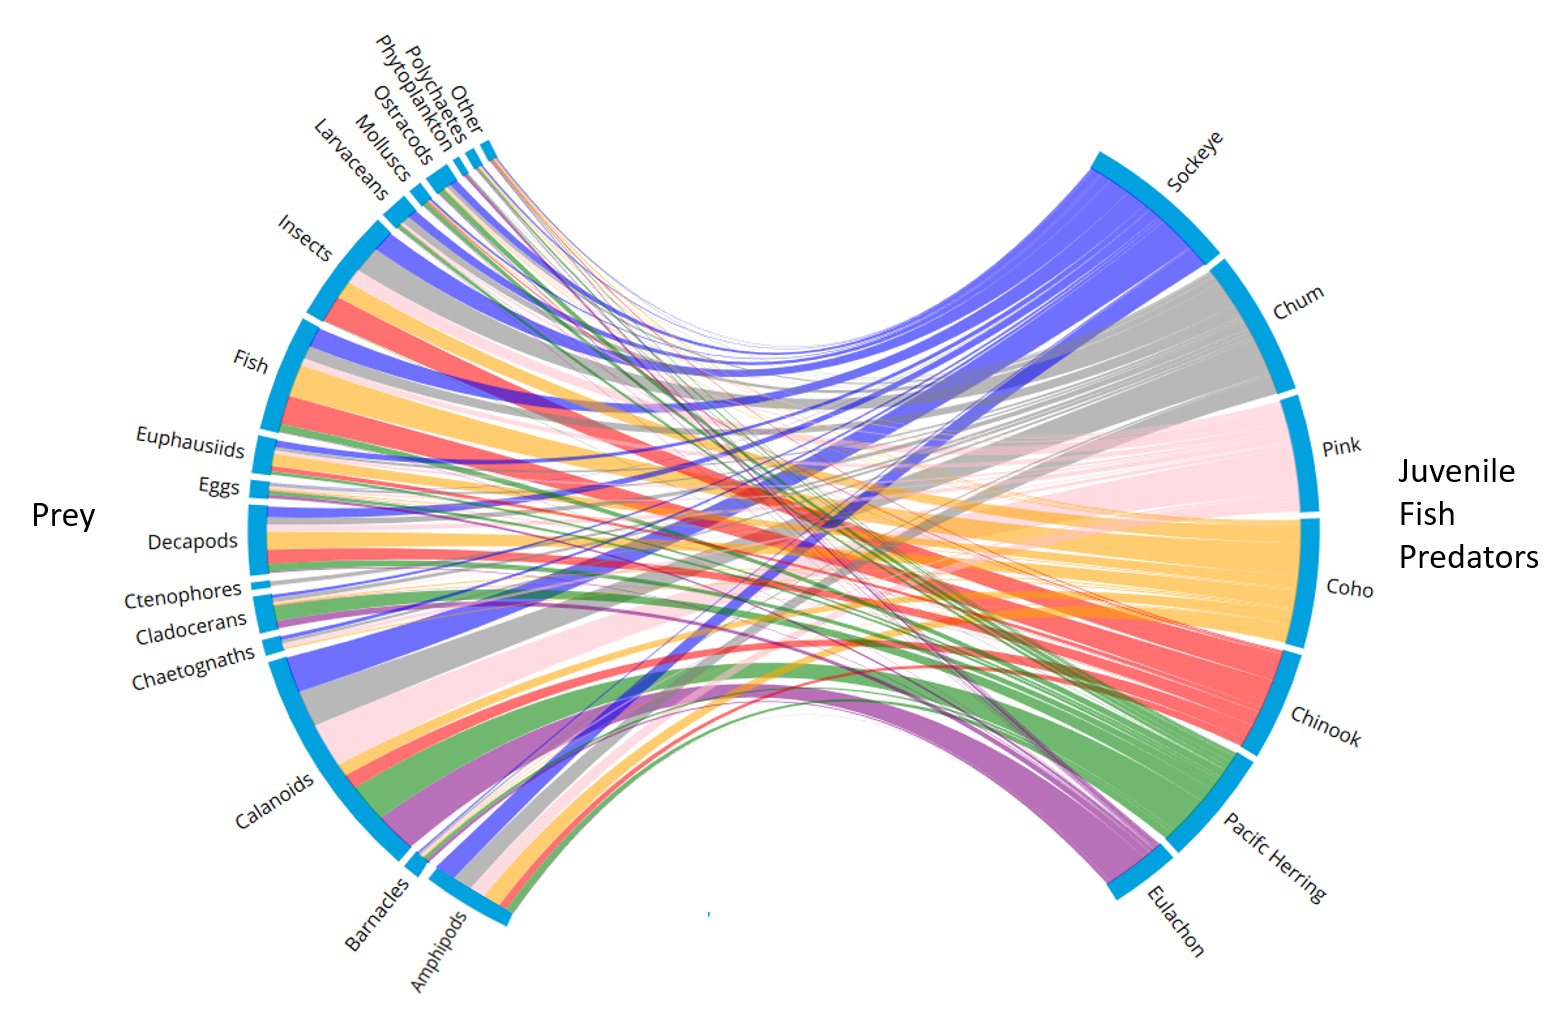 Other
Polychaetes
Phytoplankton
Ostracods
Molluscs
Larvaceans
Insects
Fish
Euphausiids
Eggs
Prey
Decapods
Ctenophores
Cladocerans
Chaetognaths
Calanoids
Barnacles
Amphipods
Sockeye
Chum
Pink
Juvenile
Fish
Predators
Coho
Chinook
Pacifc Herring
Eulachon